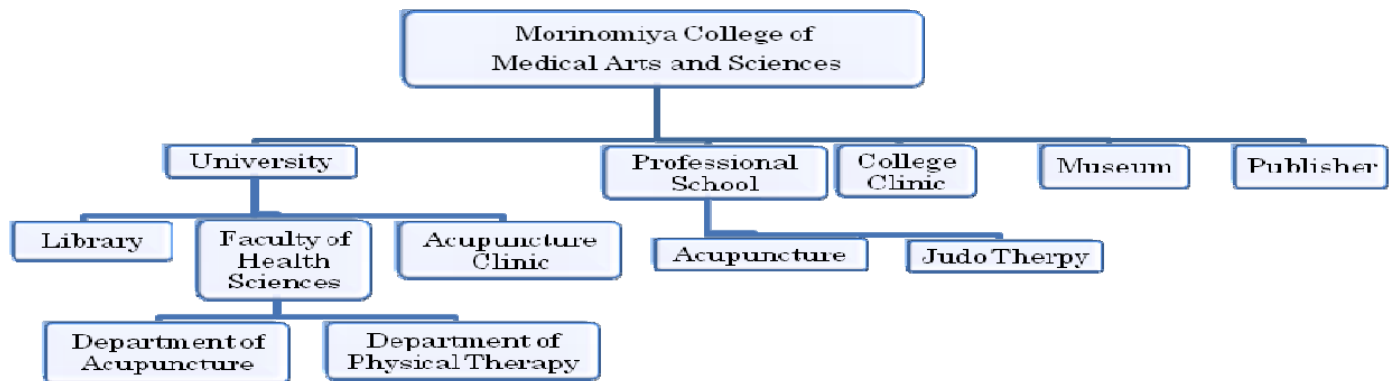 Morinomiya College of
Medical Arts and Sciences
University
Professional
School
College
Clinic
Museum
Publisher
Library
Faculty of
Health
Sciences
Acupuncture
Clinic
Acupuncture
Judo Therpy
Department of
Acupuncture
Department of
Physical Therapy